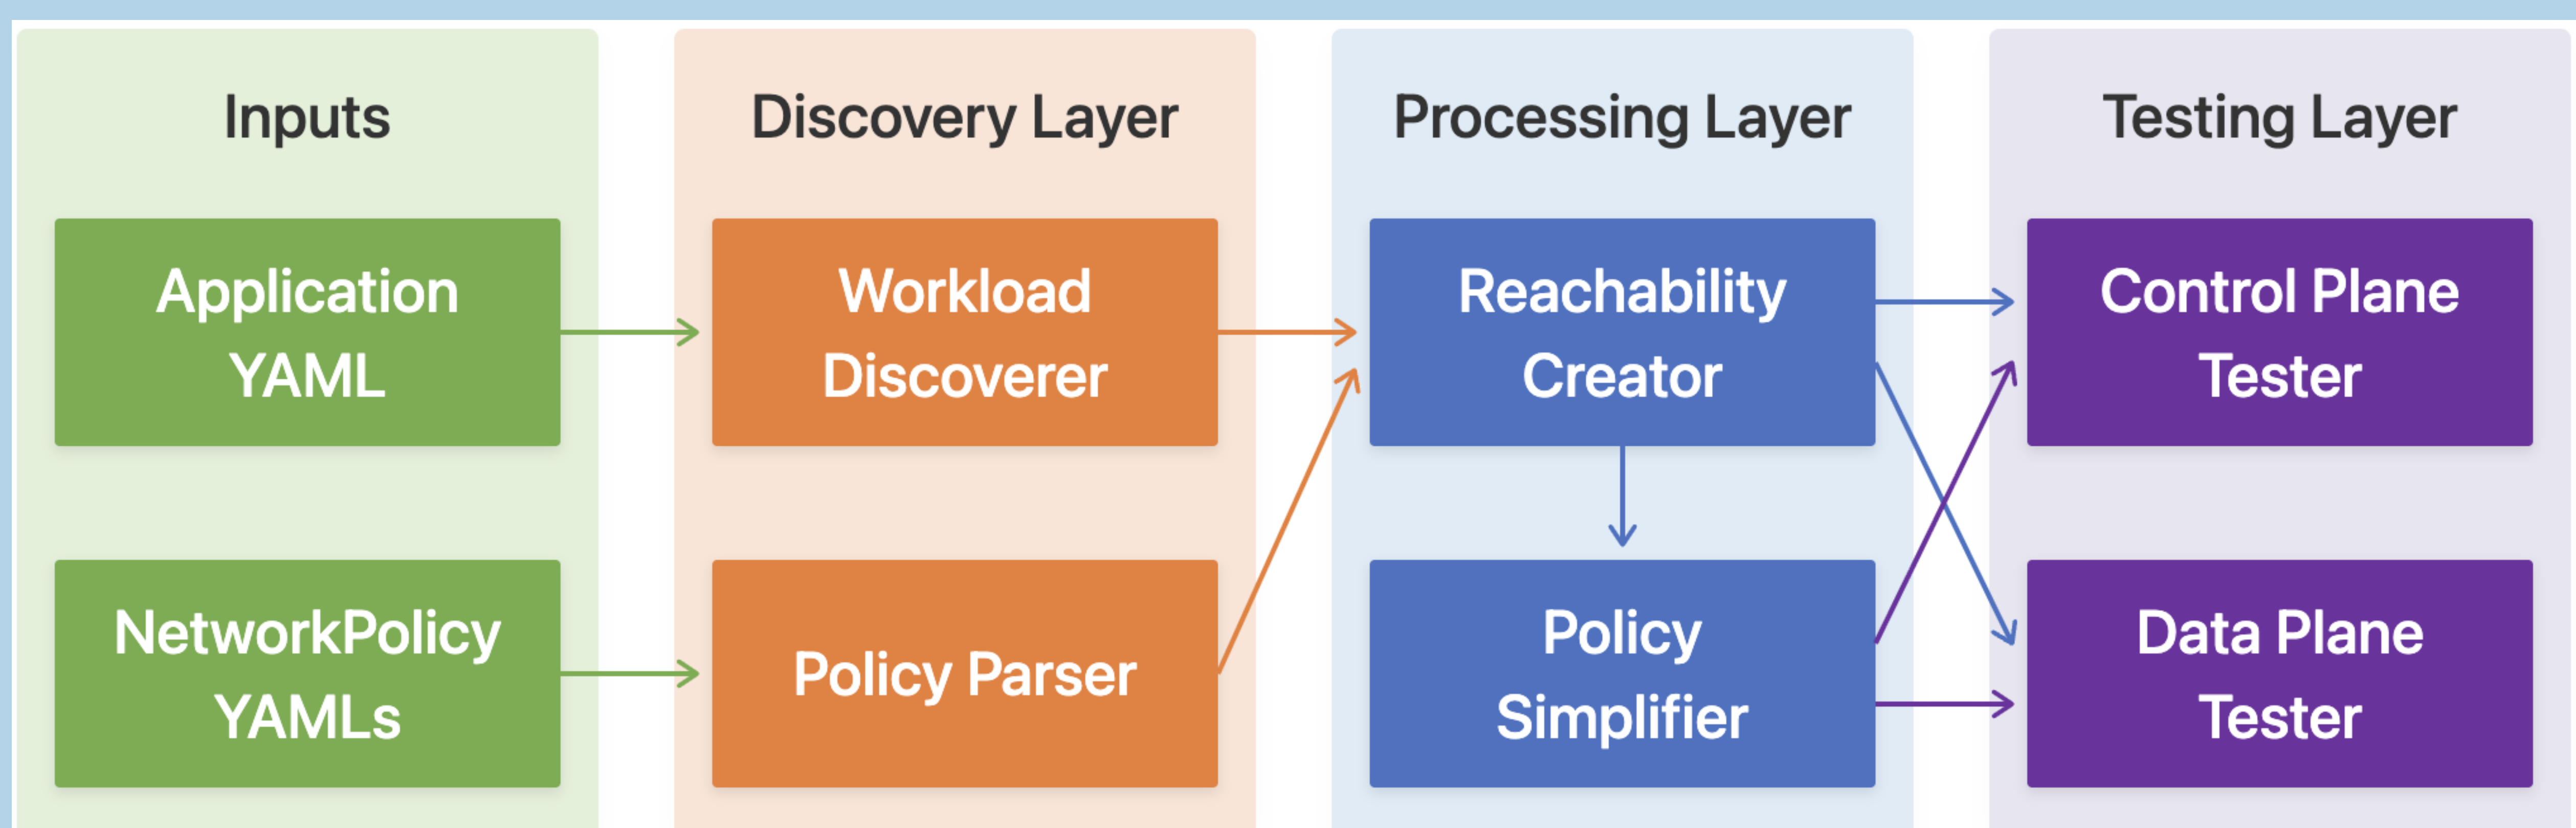 Inputs
Application
YAML
NetworkPolicy
YAMLs
Discovery Layer
Workload
Discoverer
Policy Parser
Processing Layer
Reachability
Creator
Policy
Simplifier
Testing Layer
Control Plane
Tester
Data Plane
Tester